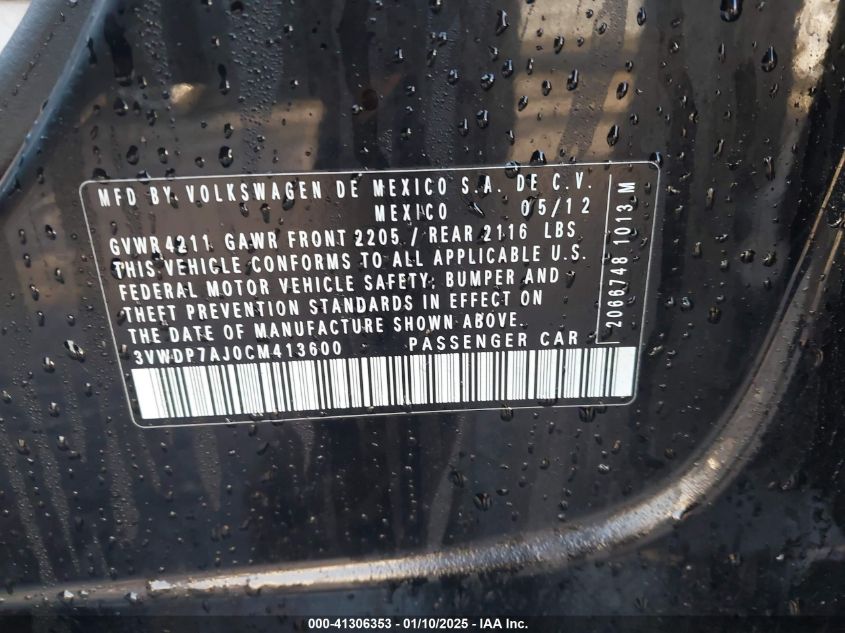 MFD BY VOLKSWAGEN DE MEXICO S.A. DE C.V.
MEXICO 05/12
GVWR4211 GAWR FRONT 2205 / REAR 2116 LBS
THIS VEHICLE CONFORMS TO ALL APPLICABLE U.S.
FEDERAL MOTOR VEHICLE SAFETY, BUMPER AND
THEFT PREVENTION STANDARDS IN EFFECT ON
THE DATE OF MANUFACTURE SHOWN ABOVE.
3VWDP7AJ0CM413600 PASSENGER CAR
2066748 1013 M
000-41306353 — 01/10/2025 — IAA Inc.